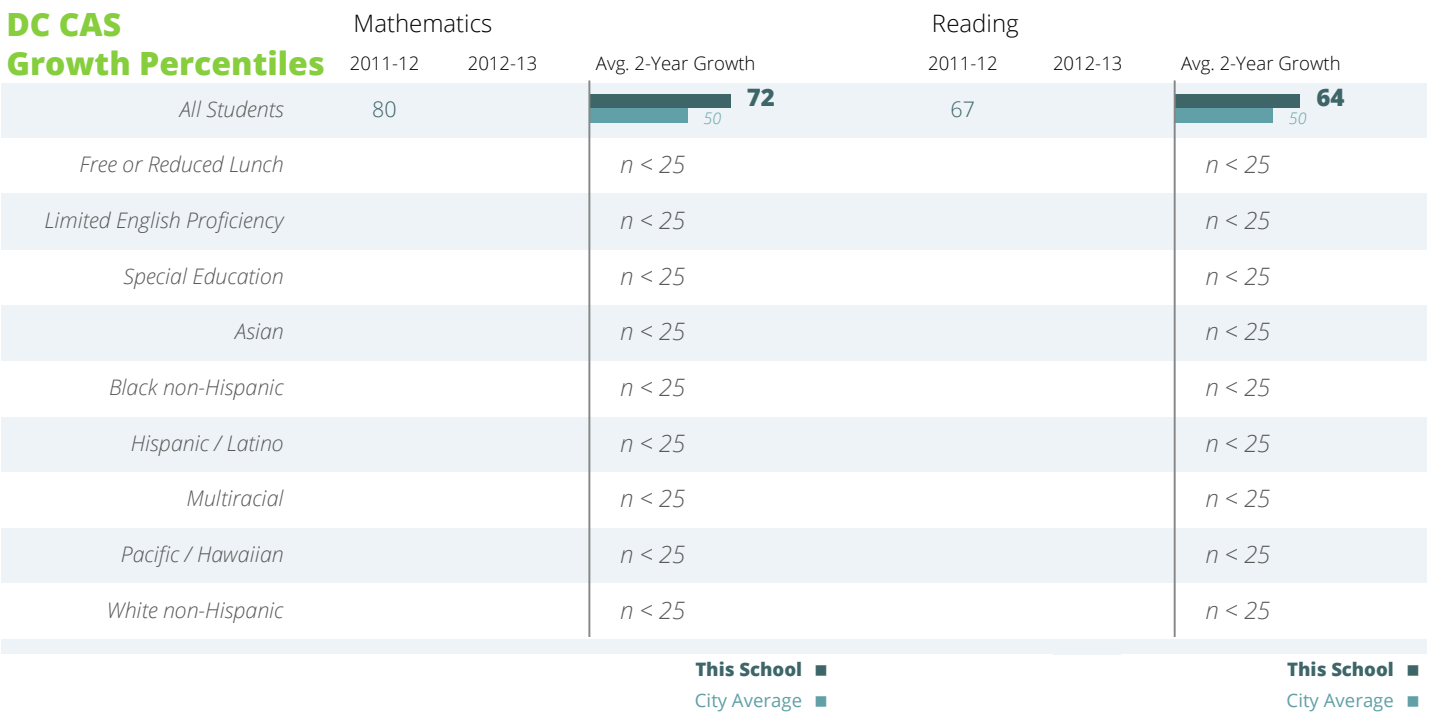 DC CAS
Growth Percentiles
Mathematics
Reading
2011-12 2012-13 Avg. 2-Year Growth 2011-12 2012-13 Avg. 2-Year Growth
All Students 80 72 50 67 64 50
Free or Reduced Lunch n < 25 n < 25
Limited English Proficiency n < 25 n < 25
Special Education n < 25 n < 25
Asian n < 25 n < 25
Black non-Hispanic n < 25 n < 25
Hispanic / Latino n < 25 n < 25
Multiracial n < 25 n < 25
Pacific / Hawaiian n < 25 n < 25
White non-Hispanic n < 25 n < 25
This School This School
City Average City Average